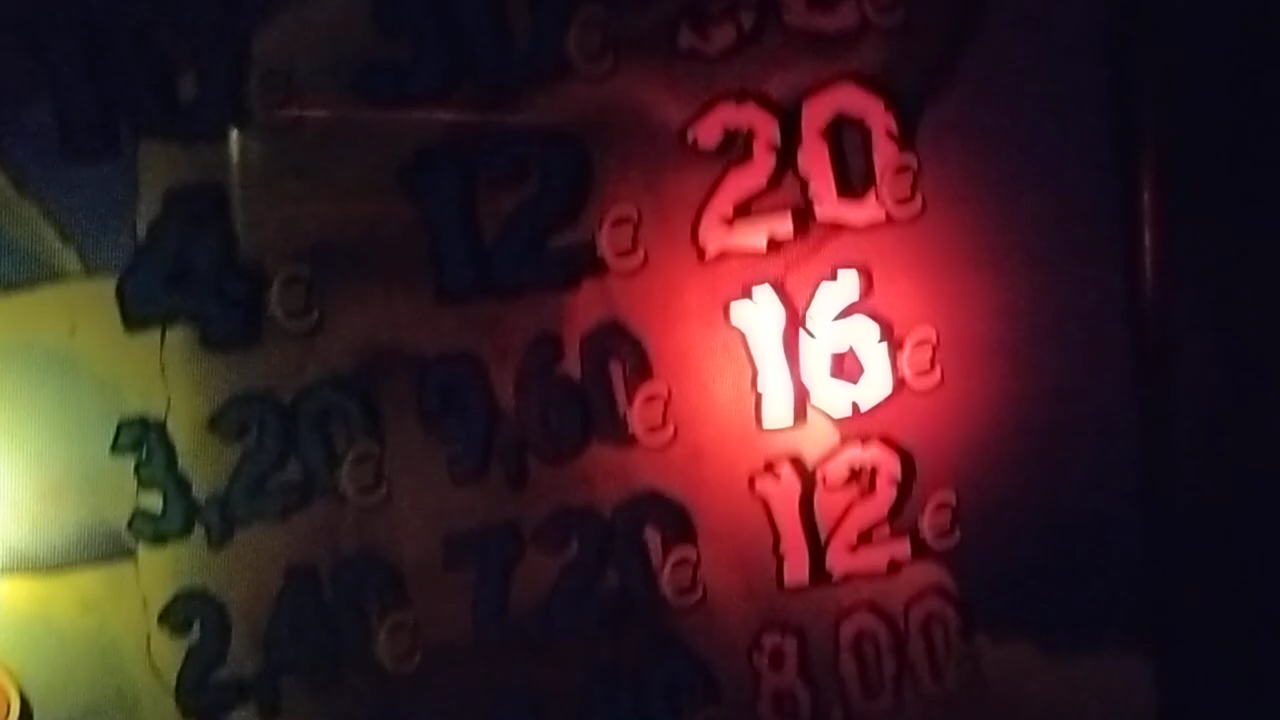 4€ 12€ 20€
3,20€ 9,60€ 16€
2,40€ 7,20€ 12€
8,00